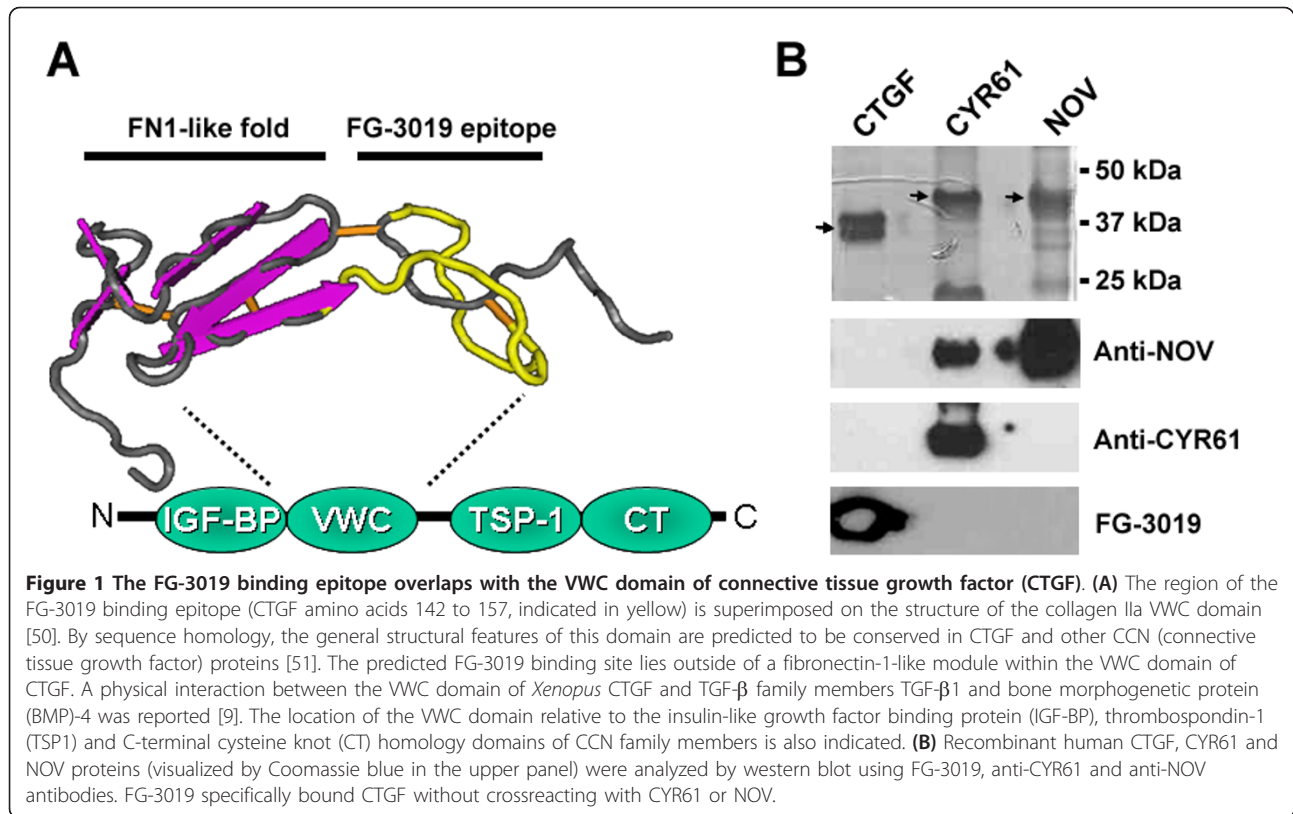 A
FN1-like fold
FG-3019 epitope
N
IGF-BP
VWC
TSP-1
CT
C
B
CTGF
CYR61
NOV
50 kDa
37 kDa
25 kDa
Anti-NOV
Anti-CYR61
FG-3019
Figure 1 The FG-3019 binding epitope overlaps with the VWC domain of connective tissue growth factor (CTGF). (A) The region of the
FG-3019 binding epitope (CTGF amino acids 142 to 157, indicated in yellow) is superimposed on the structure of the collagen IIa VWC domain
[50]. By sequence homology, the general structural features of this domain are predicted to be conserved in CTGF and other CCN (connective
tissue growth factor) proteins [51]. The predicted FG-3019 binding site lies outside of a fibronectin-1-like module within the VWC domain of
CTGF. A physical interaction between the VWC domain of Xenopus CTGF and TGF-β family members TGF-β1 and bone morphogenetic protein
(BMP)-4 was reported [9]. The location of the VWC domain relative to the insulin-like growth factor binding protein (IGF-BP), thrombospondin-1
(TSP1) and C-terminal cysteine knot (CT) homology domains of CCN family members is also indicated. (B) Recombinant human CTGF, CYR61 and
NOV proteins (visualized by Coomassie blue in the upper panel) were analyzed by western blot using FG-3019, anti-CYR61 and anti-NOV
antibodies. FG-3019 specifically bound CTGF without crossreacting with CYR61 or NOV.